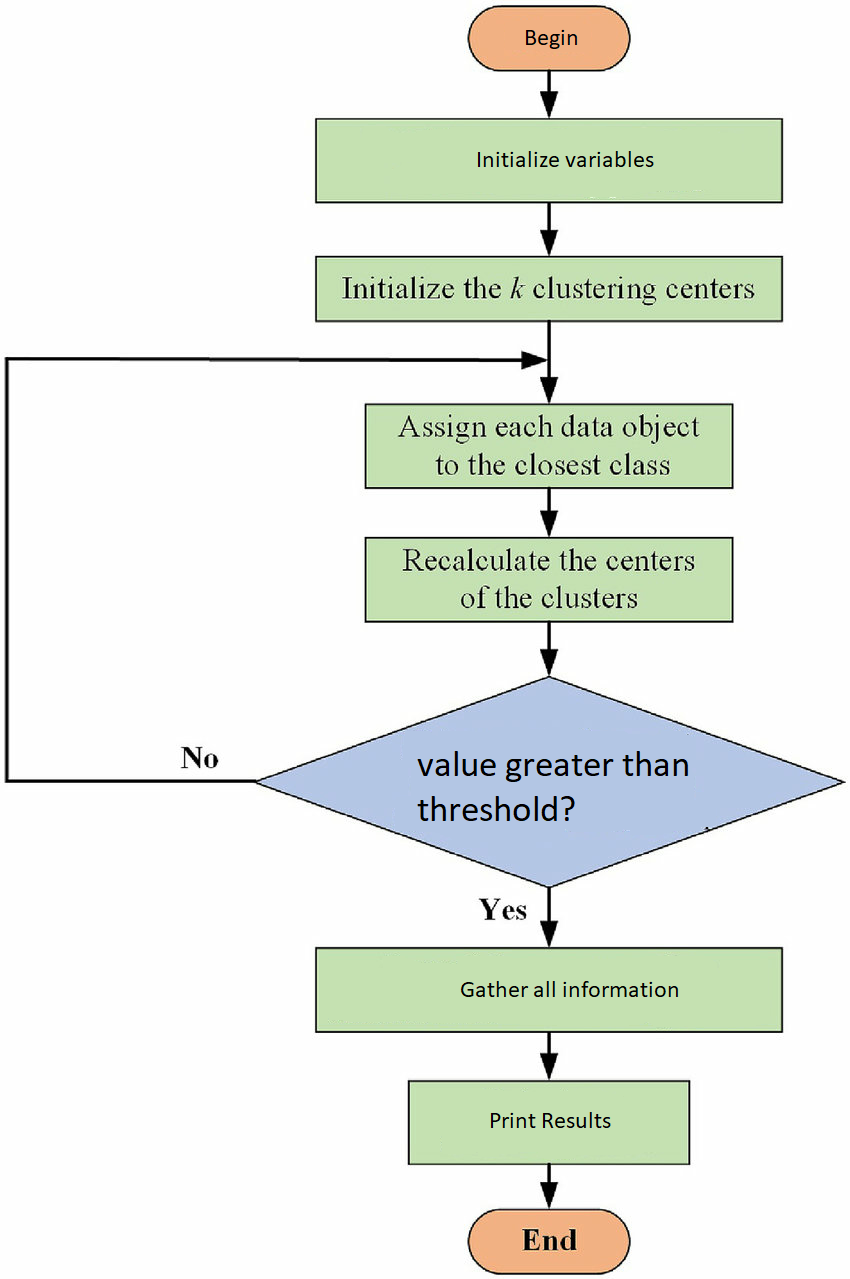 Begin
Initialize variables
Initialize the k clustering centers
Assign each data object
to the closest class
Recalculate the centers
of the clusters
value greater than
threshold?
No
Yes
Gather all information
Print Results
End